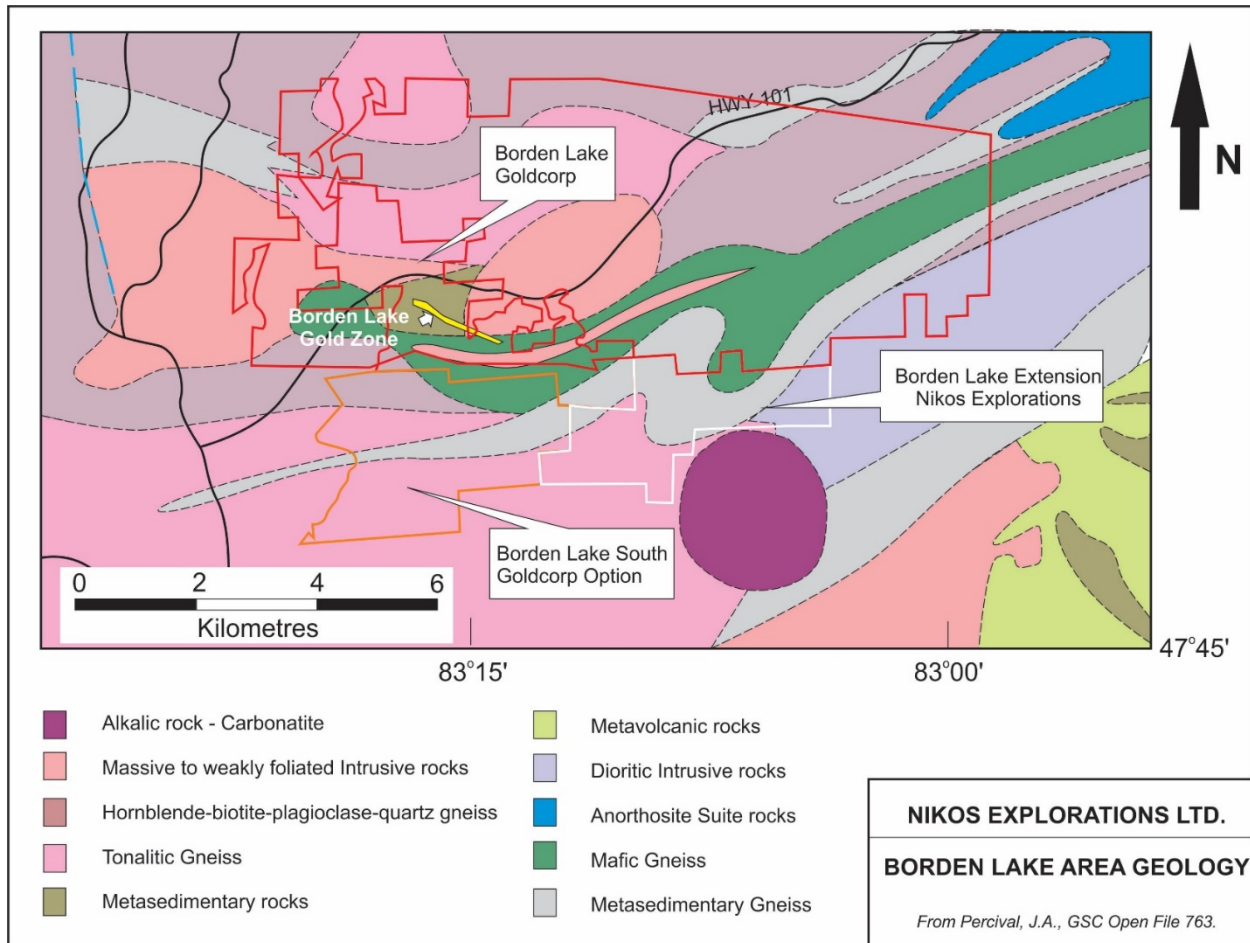 HWY 101
N
Borden Lake
Goldcorp
Borden Lake
Gold Zone
Borden Lake Extension
Nikos Explorations
Borden Lake South
Goldcorp Option
0 2 4 6
Kilometres
83°15'
83°00'
47°45'
Alkalic rock - Carbonatite
Massive to weakly foliated Intrusive rocks
Hornblende-biotite-plagioclase-quartz gneiss
Tonalitic Gneiss
Metasedimentary rocks
Metavolcanic rocks
Dioritic Intrusive rocks
Anorthosite Suite rocks
Mafic Gneiss
Metasedimentary Gneiss
NIKOS EXPLORATIONS LTD.
BORDEN LAKE AREA GEOLOGY
From Percival, J.A., GSC Open File 763.